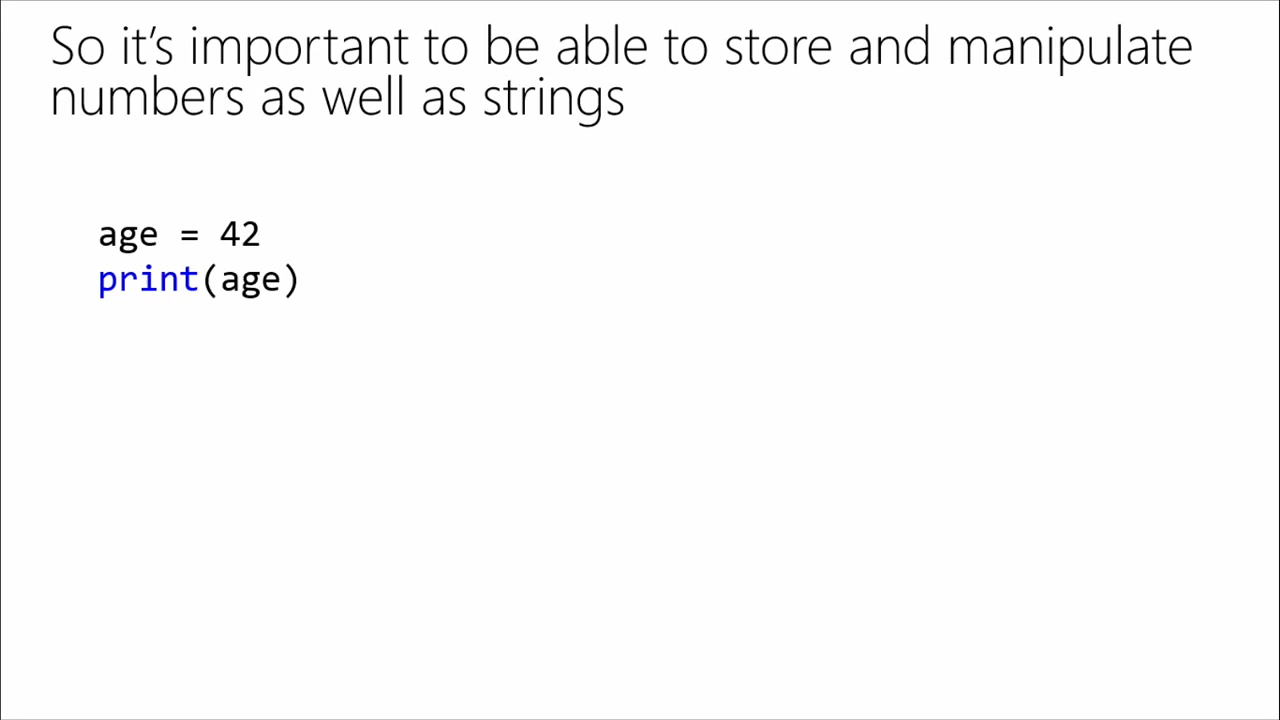 So it’s important to be able to store and manipulate
numbers as well as strings
age = 42
print(age)